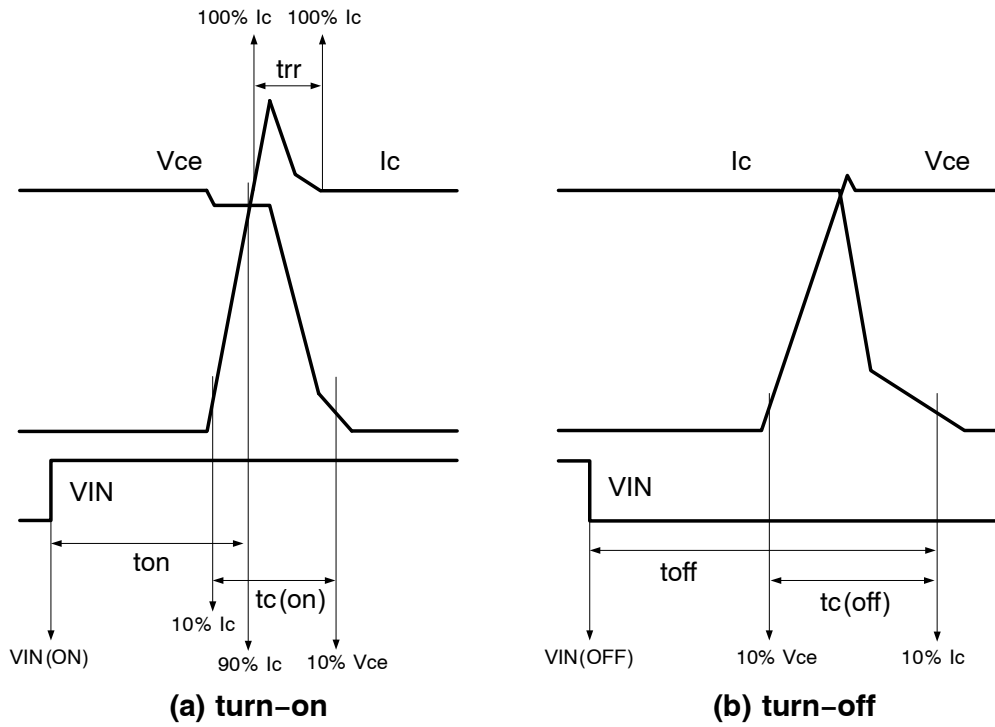 100% Ic 100% Ic
trr
Vce Ic
VIN
ton
tc(on)
10% Ic
VIN(ON) 90% Ic 10% Vce
(a) turn−on
Ic Vce
VIN
toff
tc(off)
VIN(OFF) 10% Vce 10% Ic
(b) turn−off